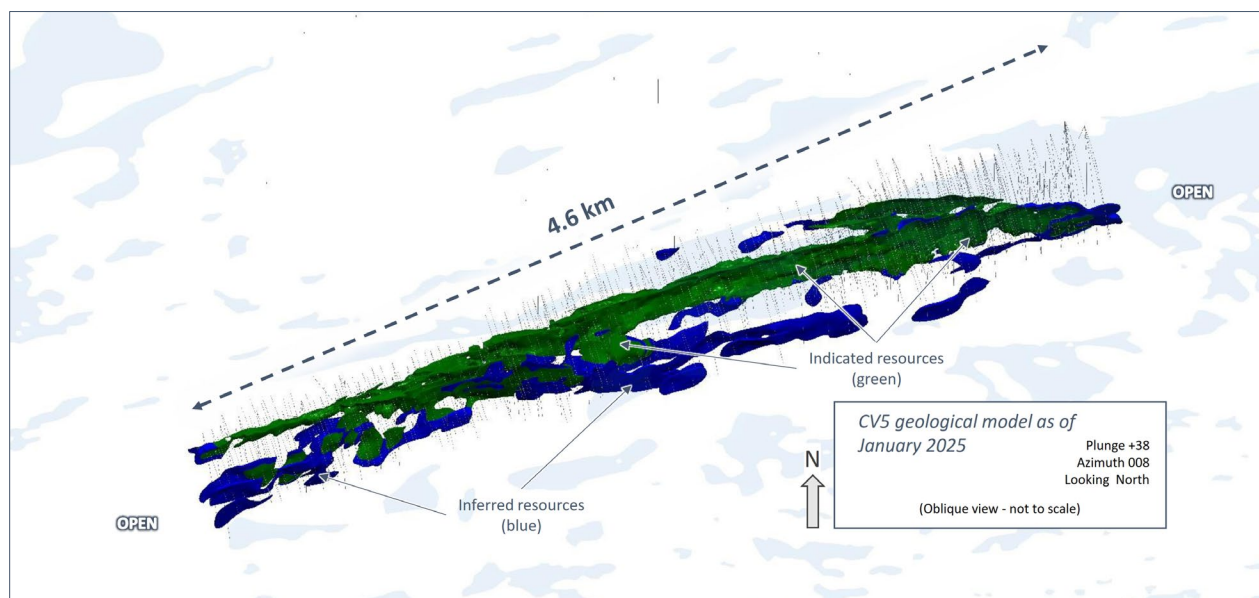 4.6 km
OPEN
Indicated resources
(green)
CV5 geological model as of
January 2025
Plunge +38
Azimuth 008
Looking North
(Oblique view - not to scale)
N
Inferred resources
(blue)
OPEN